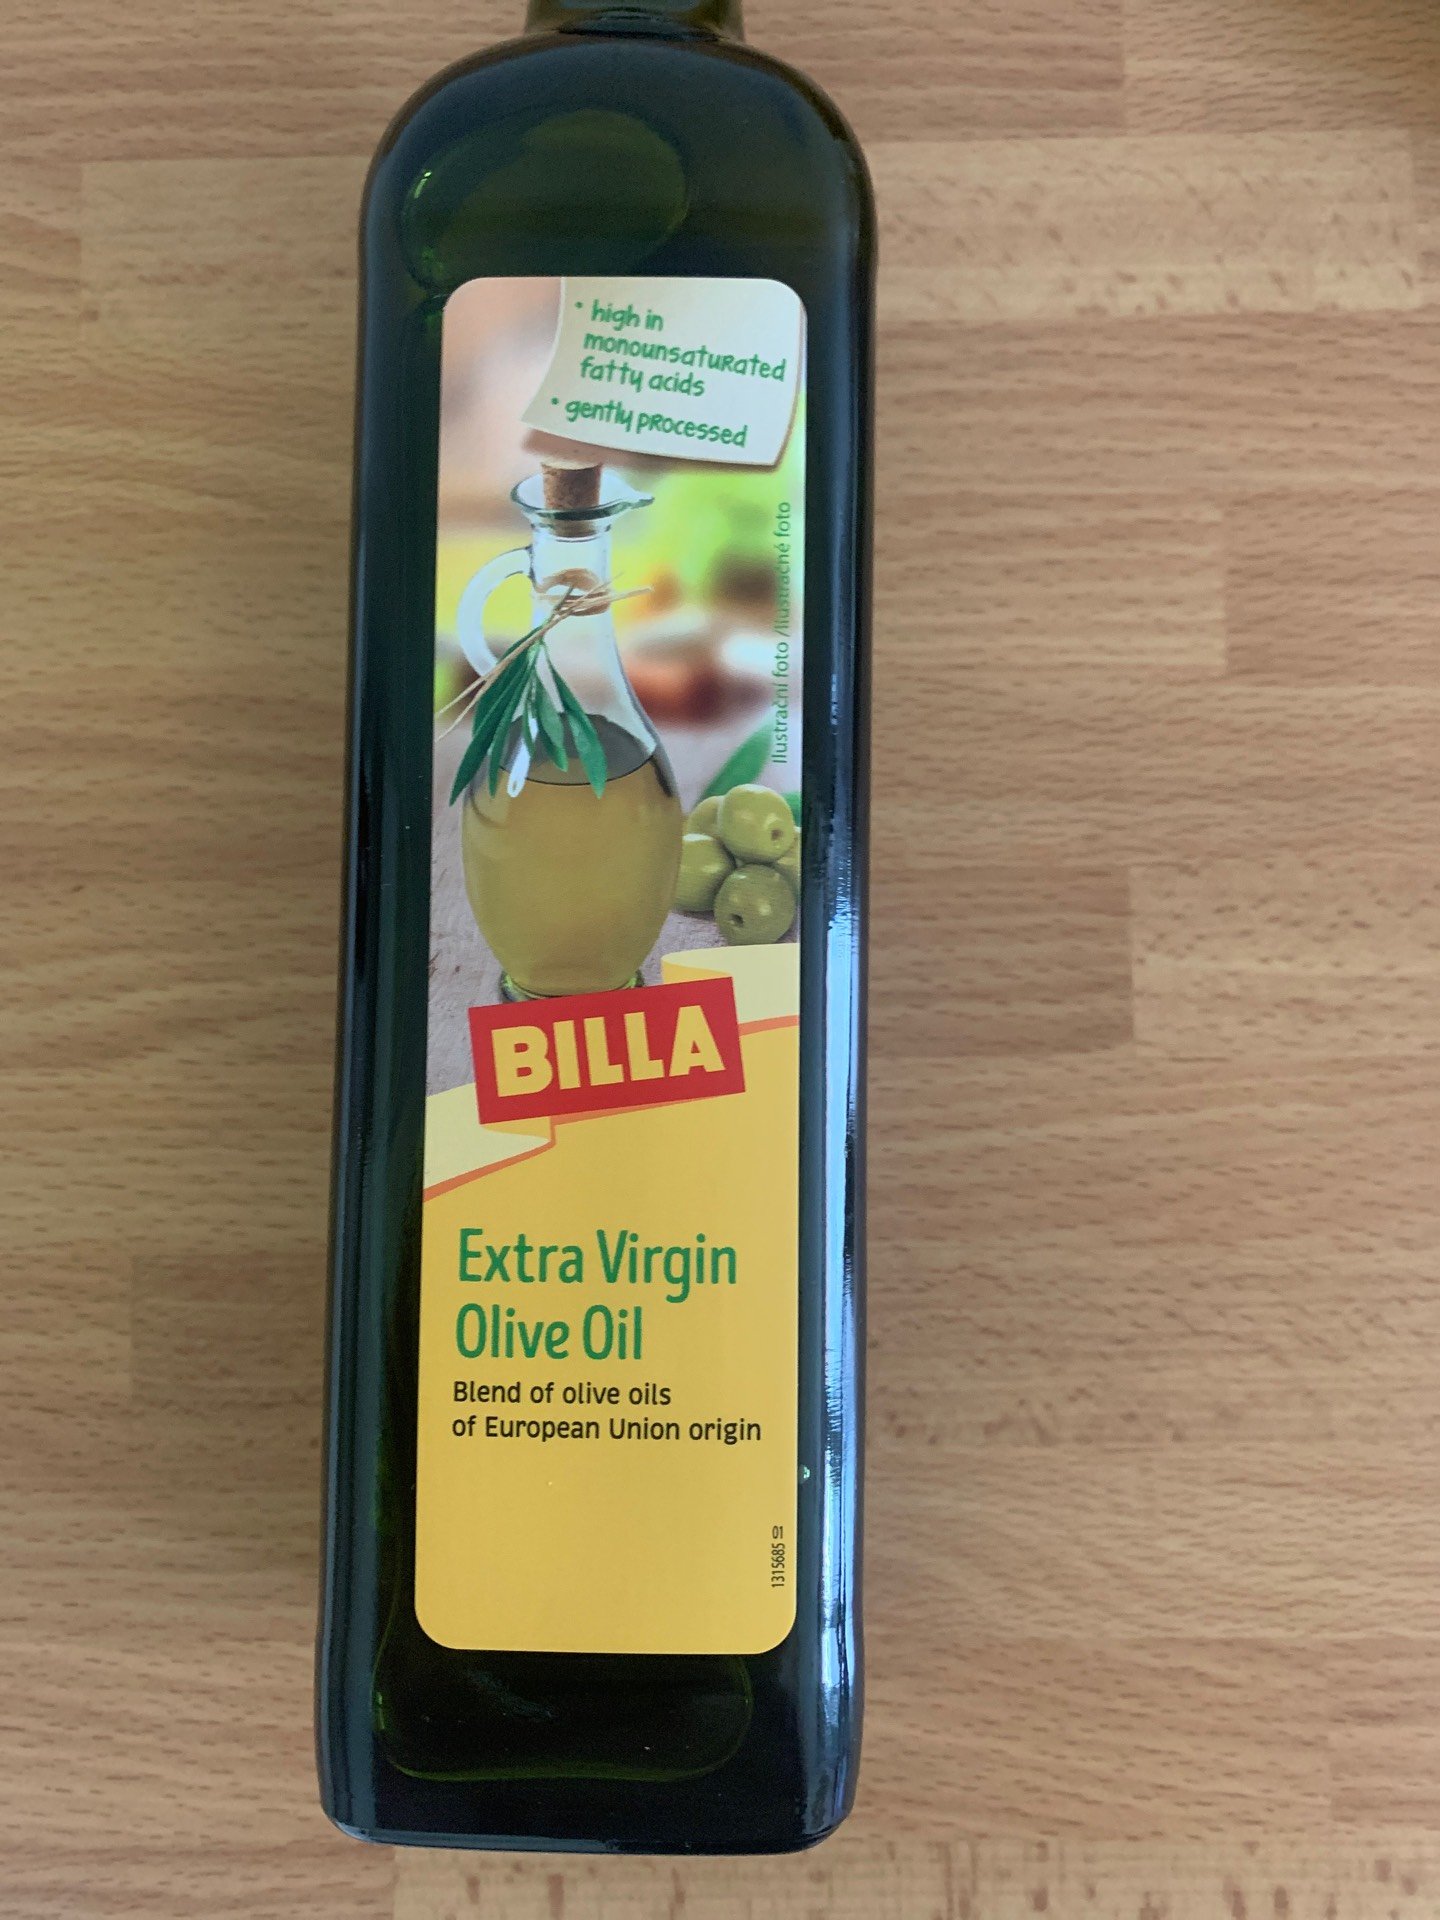 • high in
monounsaturated
fatty acids
• gently processed
Ilustrační foto /Ilustračné foto
BILLA
Extra Virgin
Olive Oil
Blend of olive oils
of European Union origin
1315685 01